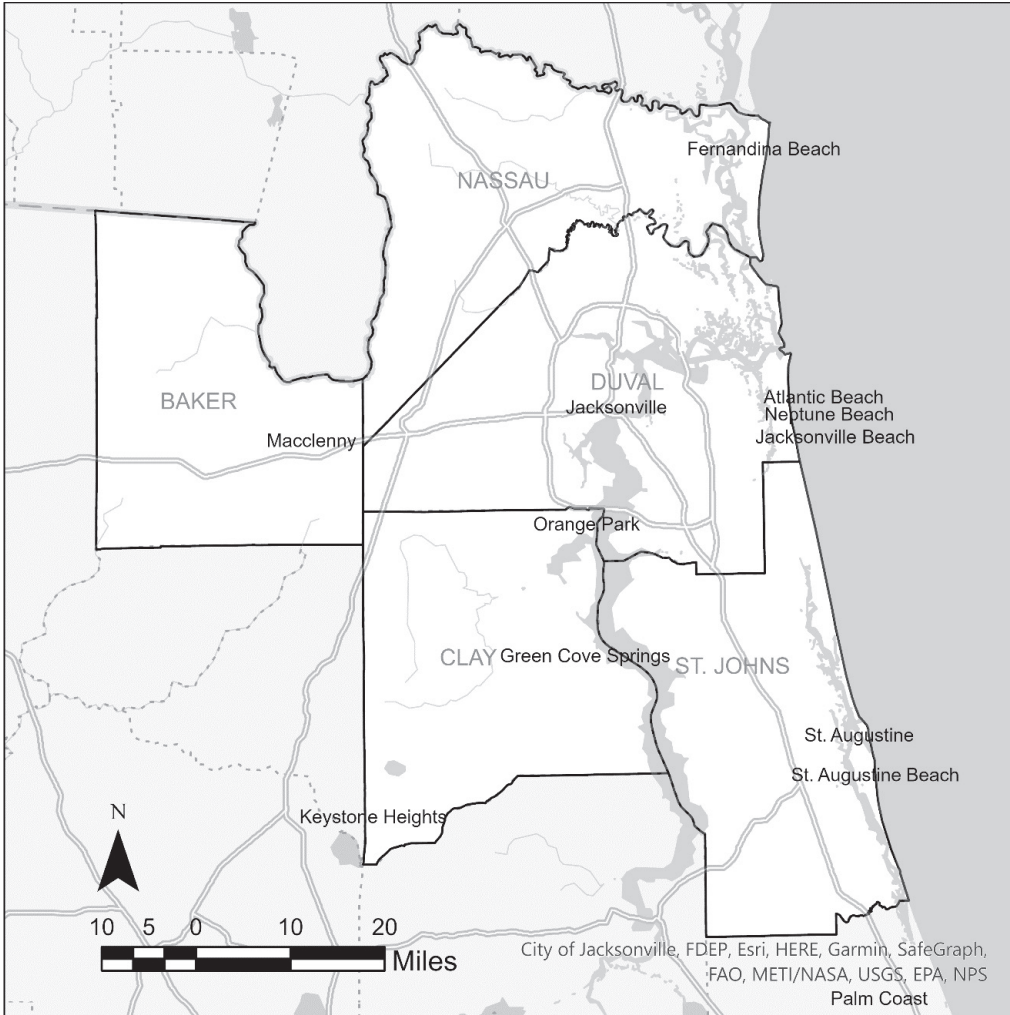 Fernandina Beach
NASSAU
DUVAL
Jacksonville
Atlantic Beach
Neptune Beach
Jacksonville Beach
BAKER
Macclenny
Orange Park
CLAY
Green Cove Springs
ST. JOHNS
St. Augustine
St. Augustine Beach
Keystone Heights
N
10 5 0 10 20
Miles
City of Jacksonville, FDEP, Esri, HERE, Garmin, SafeGraph,
FAO, METI/NASA, USGS, EPA, NPS
Palm Coast